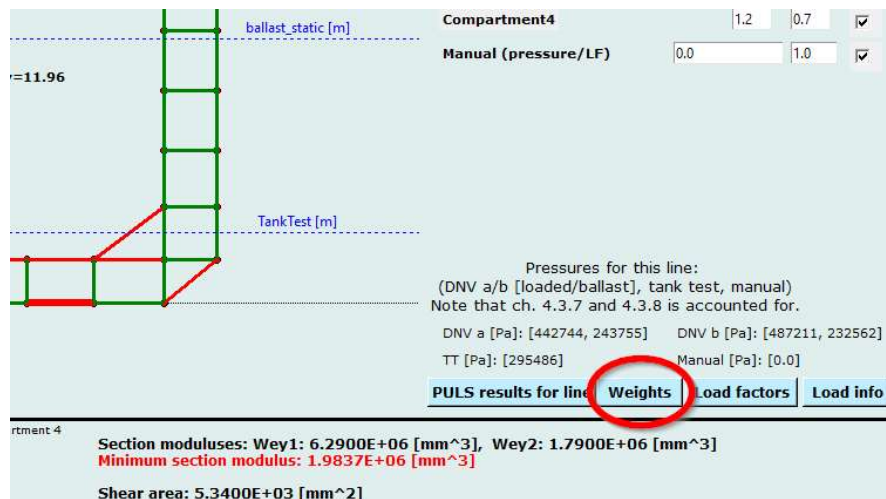 ballast_static [m]
Compartment4 1.2 0.7
Manual (pressure/LF) 0.0 1.0
=11.96
TankTest [m]
Pressures for this line:
(DNV a/b [loaded/ballast], tank test, manual)
Note that ch. 4.3.7 and 4.3.8 is accounted for.
DNV a [Pa]: [442744, 243755] DNV b [Pa]: [487211, 232562]
TT [Pa]: [295486] Manual [Pa]: [0.0]
PULS results for line Weights Load factors Load info
rtment 4
Section moduluses: Wey1: 6.2900E+06 [mm^3], Wey2: 1.7900E+06 [mm^3]
Minimum section modulus: 1.9837E+06 [mm^3]
Shear area: 5.3400E+03 [mm^2]